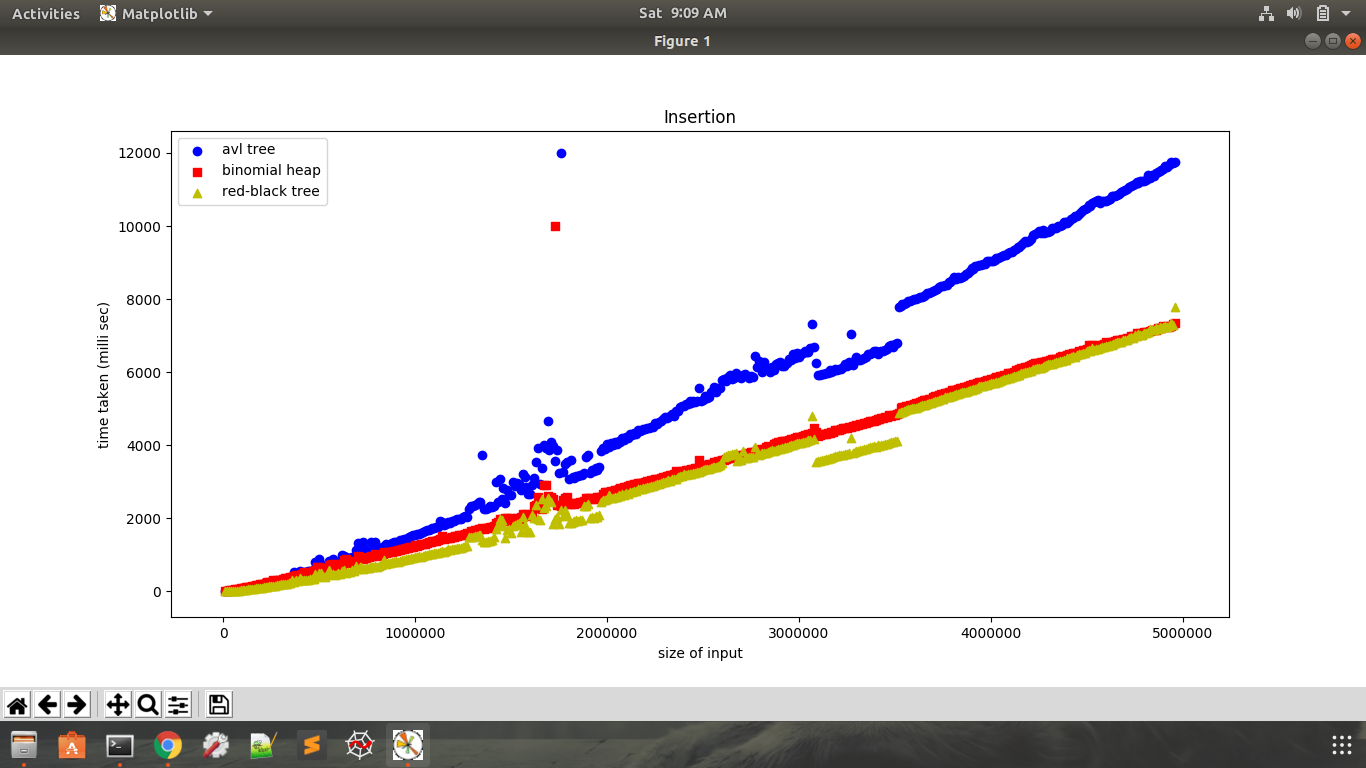 Activities Matplotlib Sat 9:09 AM
Figure 1
Insertion
avl tree
binomial heap
red-black tree
12000
10000
8000
6000
4000
2000
0
time taken (milli sec)
0 1000000 2000000 3000000 4000000 5000000
size of input